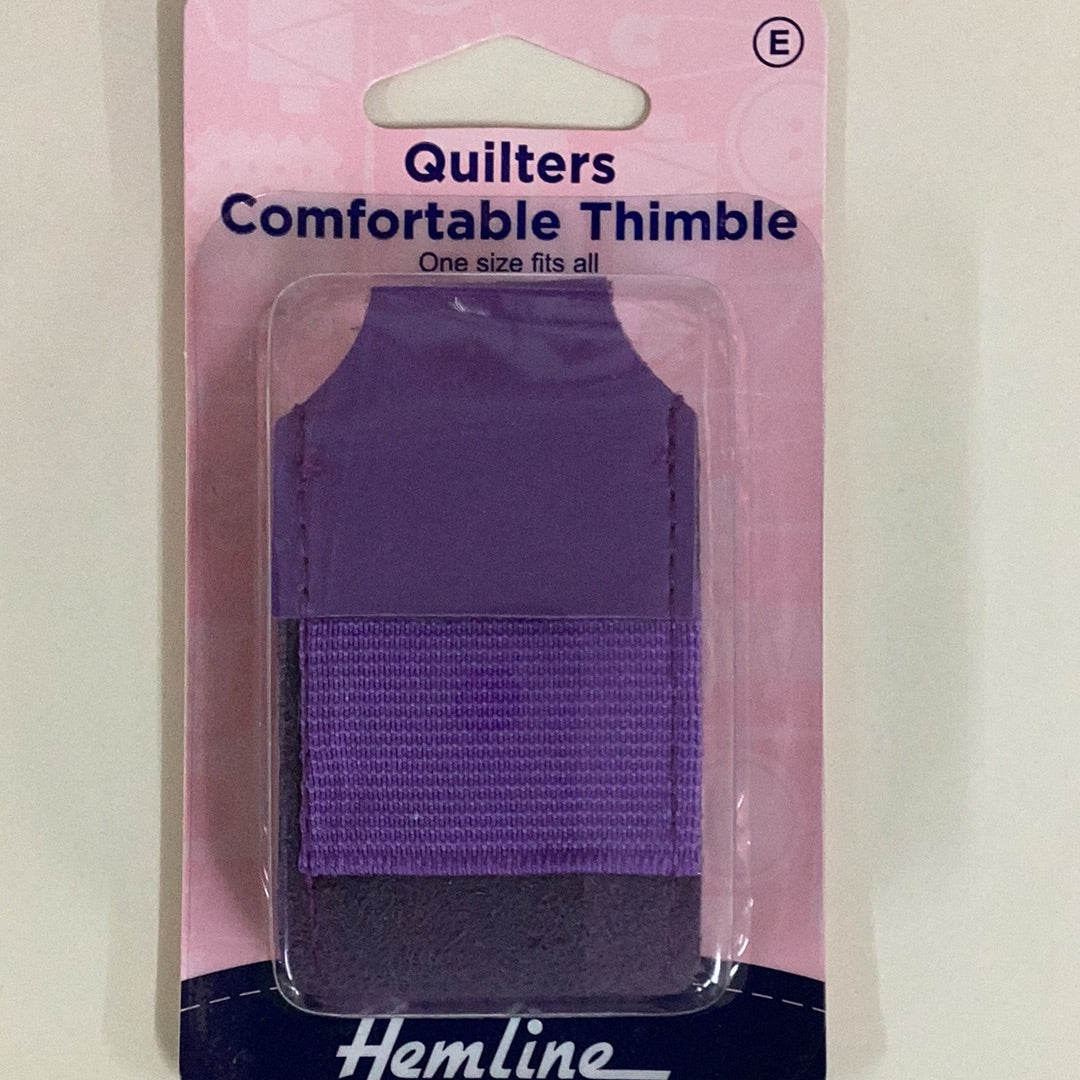 E
Quilters
Comfortable Thimble
One size fits all
Hemline